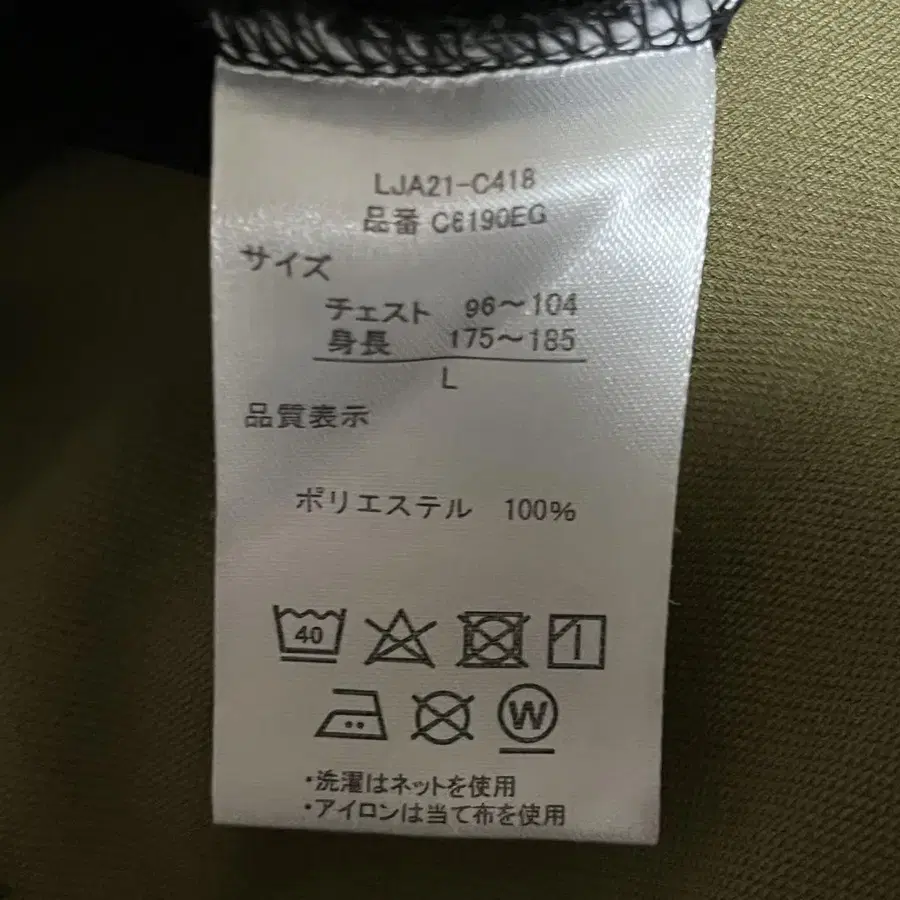 LJA21-C418
品番 C6190EG
サイズ
チェスト 96～104
身長 175～185
L
品質表示
ポリエステル 100%
40
W
・洗濯はネットを使用
・アイロンは当て布を使用